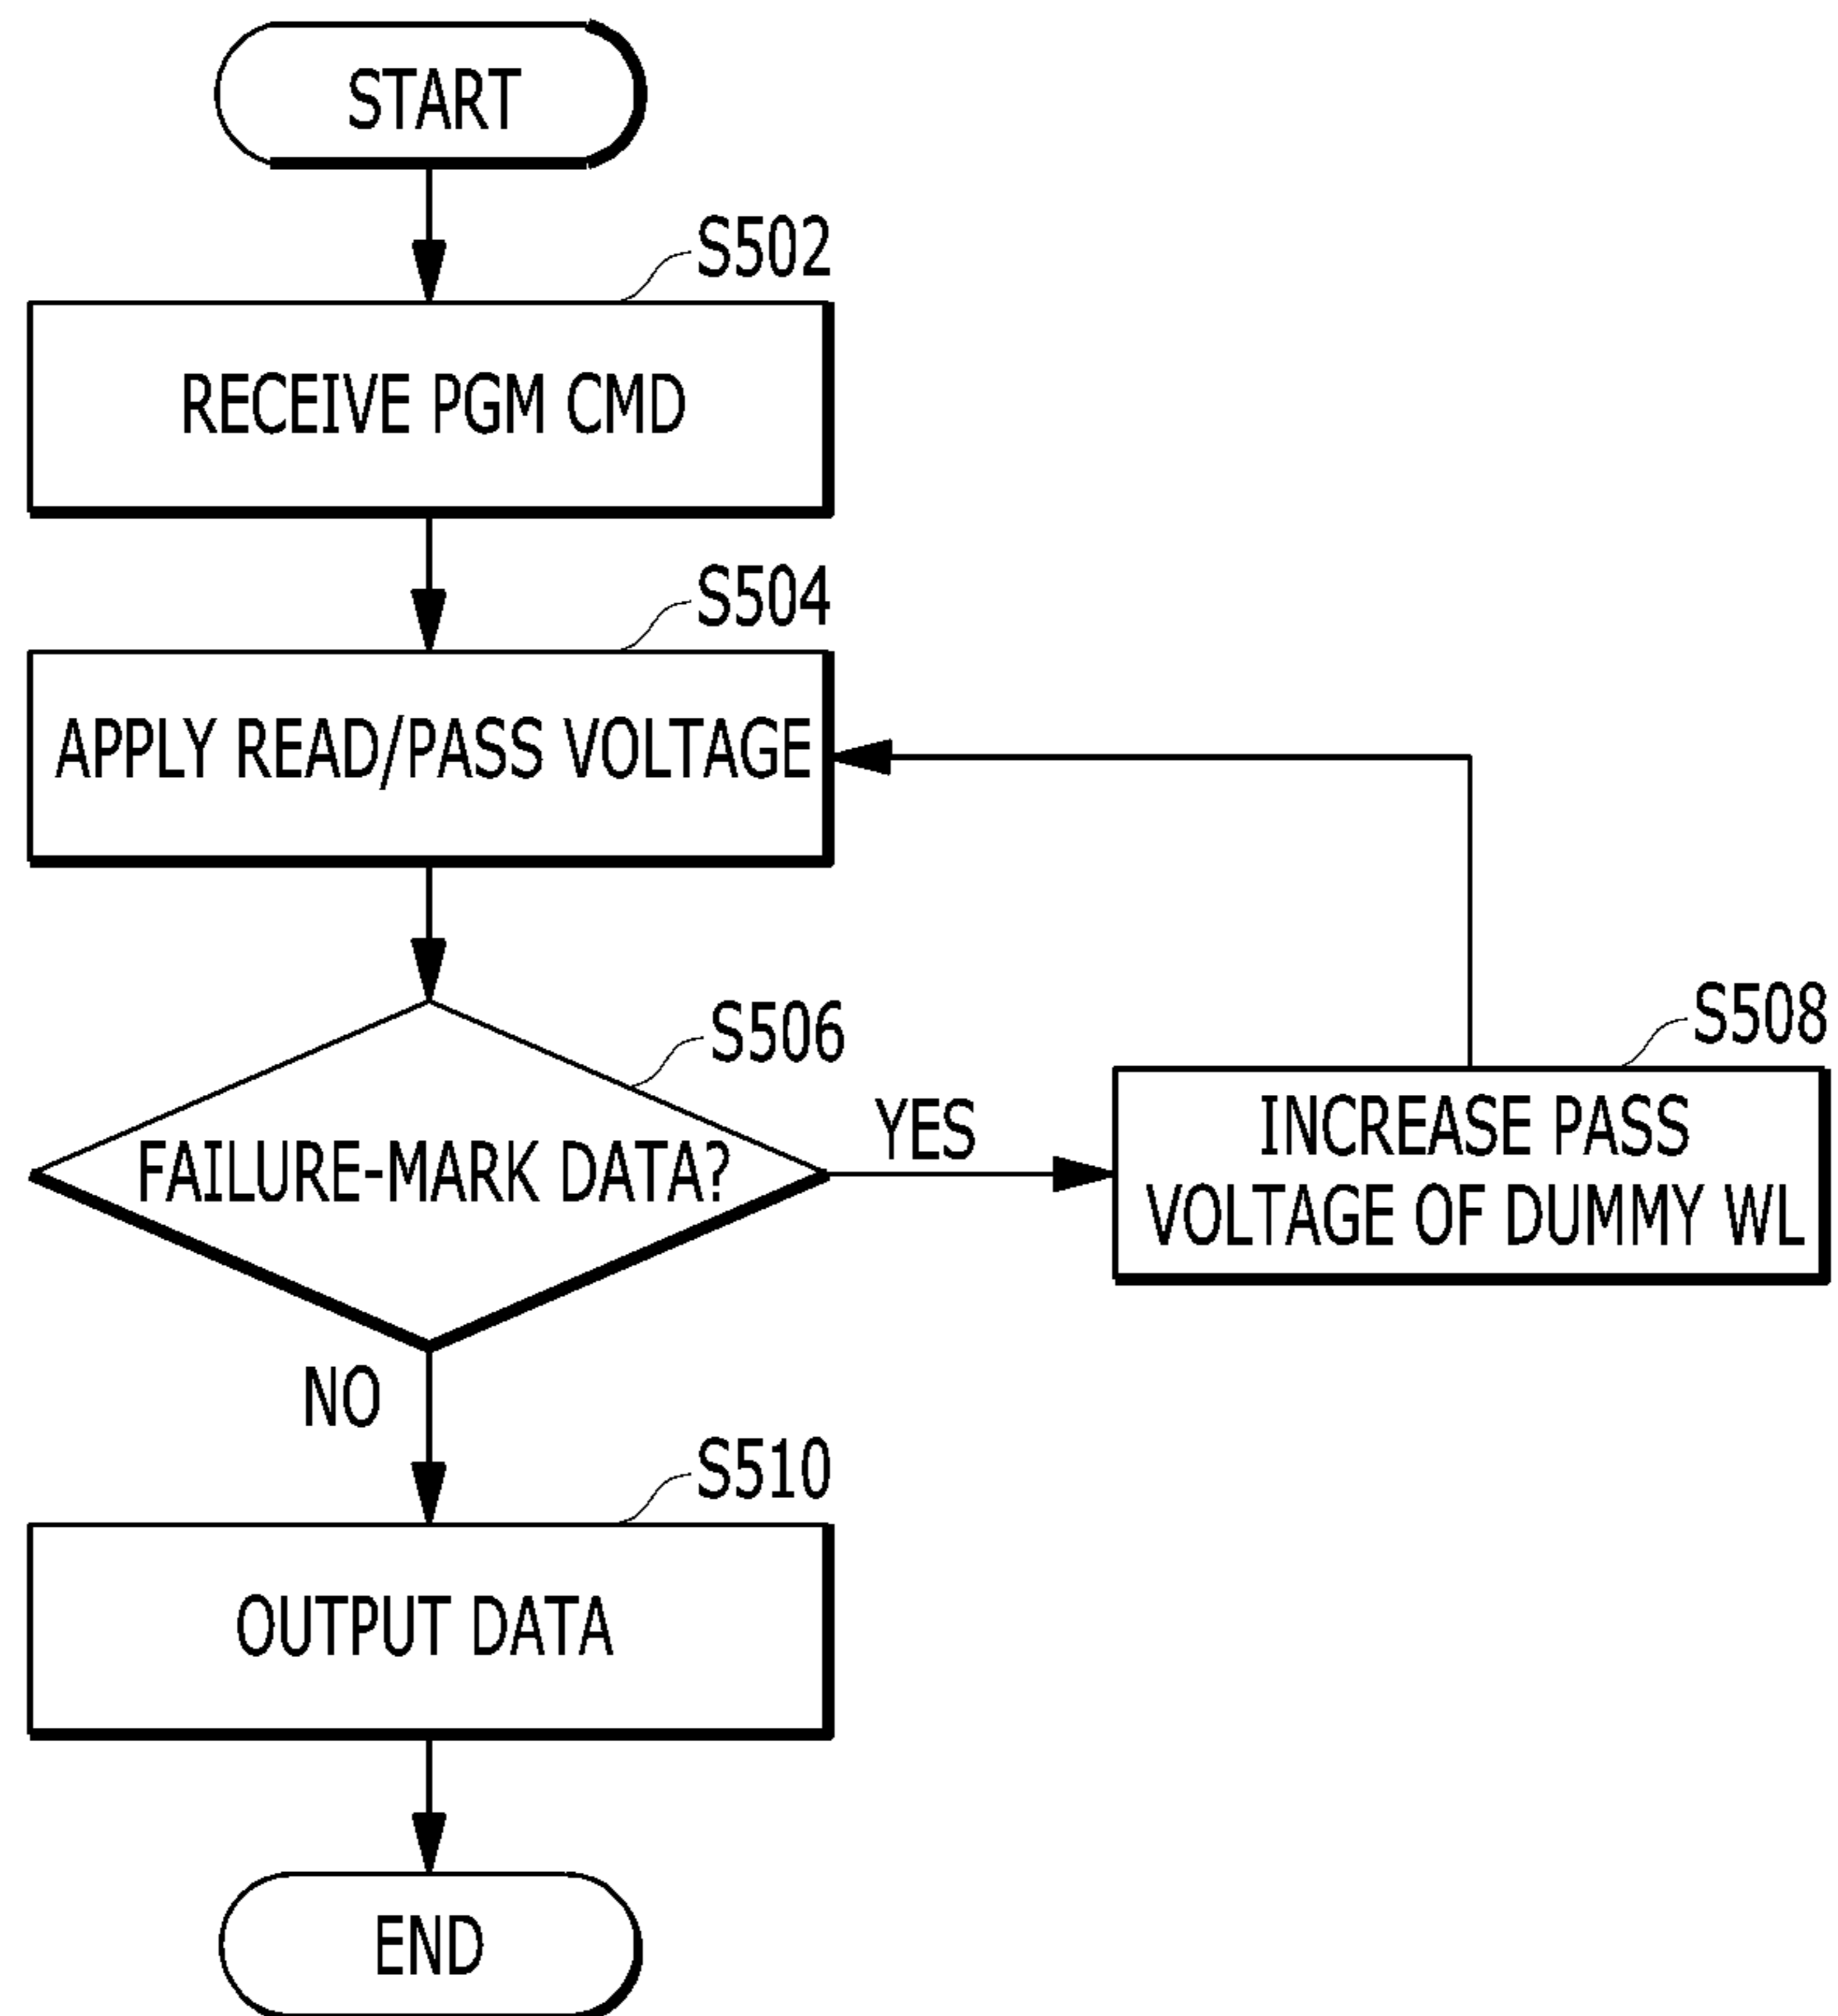 START
S502
RECEIVE PGM CMD
S504
APPLY READ/PASS VOLTAGE
S506
FAILURE-MARK DATA?
YES
S508
INCREASE PASS
VOLTAGE OF DUMMY WL
NO
S510
OUTPUT DATA
END